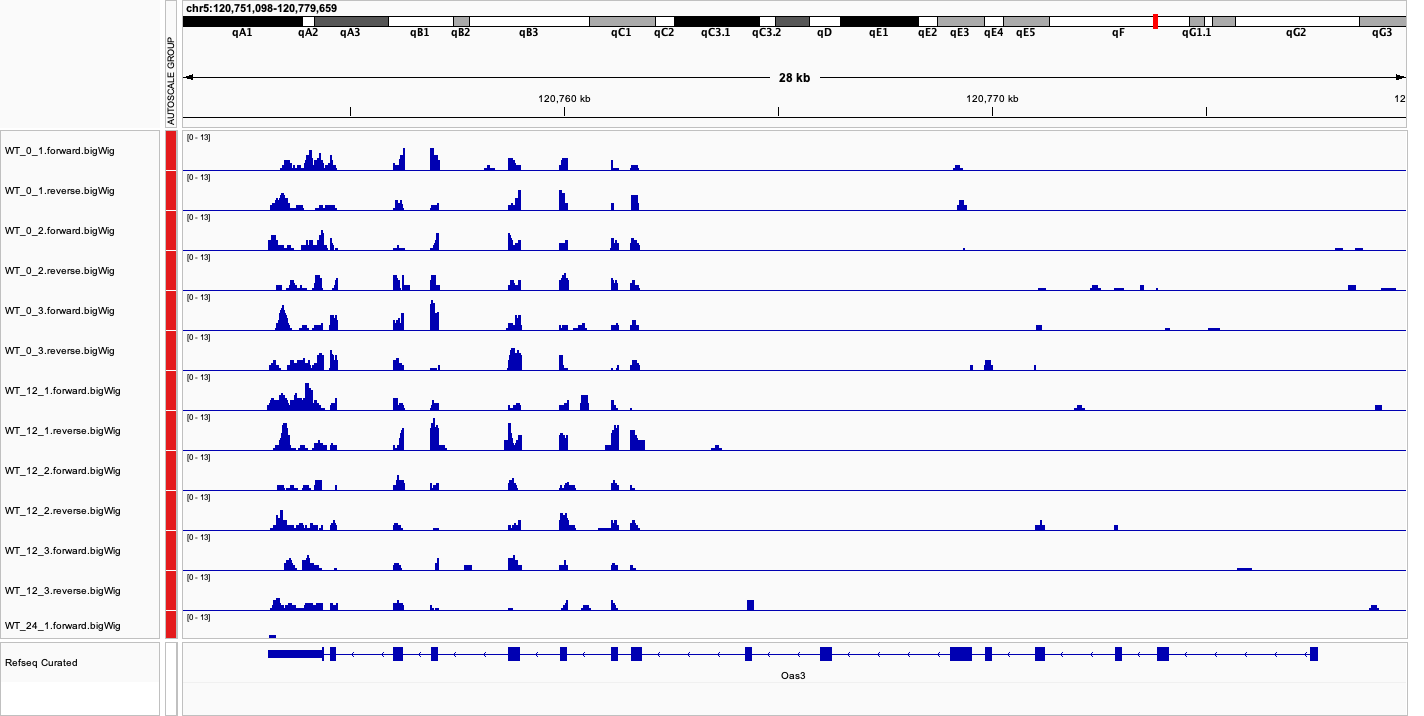 chr5:120,751,098-120,779,659
AUTOSCALE GROUP
qA1 qA2 qA3 qB1 qB2 qB3 qC1 qC2 qC3.1 qC3.2 qD qE1 qE2 qE3 qE4 qE5 qF qG1.1 qG2 qG3
28 kb
120,760 kb 120,770 kb 12
WT_0_1.forward.bigWig [0 - 13]
WT_0_1.reverse.bigWig [0 - 13]
WT_0_2.forward.bigWig [0 - 13]
WT_0_2.reverse.bigWig [0 - 13]
WT_0_3.forward.bigWig [0 - 13]
WT_0_3.reverse.bigWig [0 - 13]
WT_12_1.forward.bigWig [0 - 13]
WT_12_1.reverse.bigWig [0 - 13]
WT_12_2.forward.bigWig [0 - 13]
WT_12_2.reverse.bigWig [0 - 13]
WT_12_3.forward.bigWig [0 - 13]
WT_12_3.reverse.bigWig [0 - 13]
WT_24_1.forward.bigWig [0 - 13]
Refseq Curated
Oas3